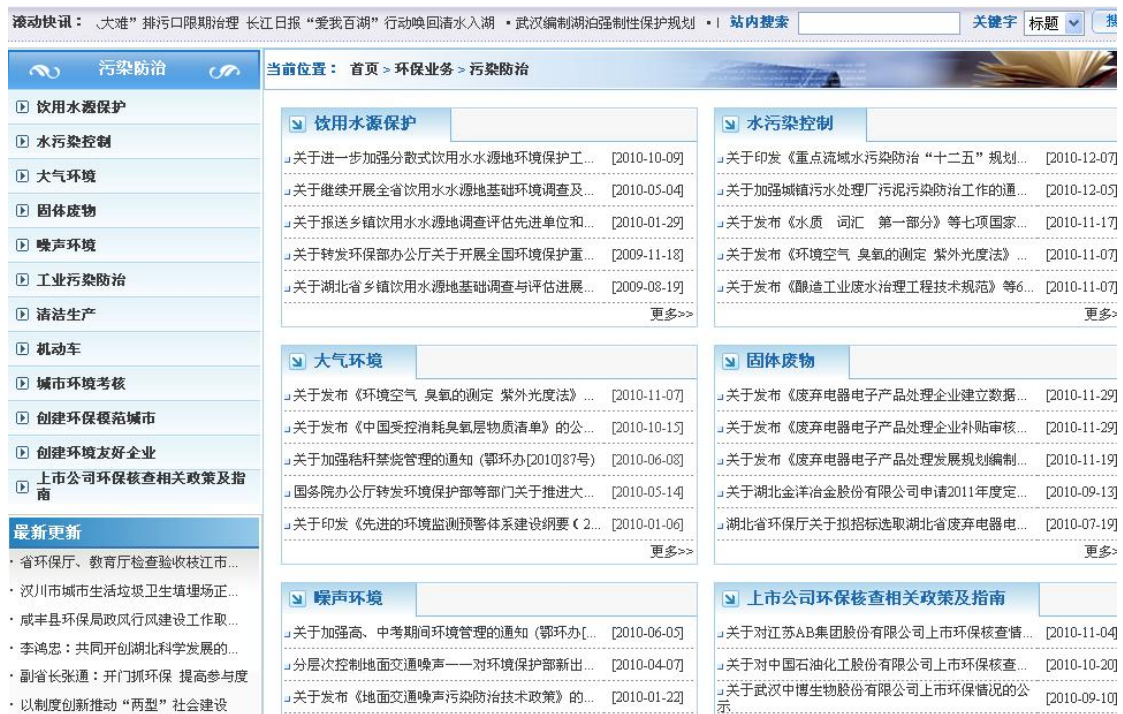 滚动快讯： 、大难”排污口限期治理 长江日报“爱我百湖”行动唤回清水入湖 ▪武汉编制湖泊强制性保护规划 ▪
站内搜索
关键字 标题
污染防治
饮用水源保护
水污染控制
大气环境
固体废物
噪声环境
工业污染防治
清洁生产
机动车
城市环境考核
创建环保模范城市
创建环境友好企业
上市公司环保核查相关政策及指
南
最新更新
· 省环保厅、教育厅检查验收枝江市...
· 汉川市城市生活垃圾卫生填埋场正...
· 咸丰县环保局政风行风建设工作取...
· 李鸿忠：共同开创湖北科学发展的...
· 副省长张通：开门抓环保 提高参与度
· 以制度创新推动“两型”社会建设
当前位置： 首页 > 环保业务 > 污染防治
饮用水源保护
关于进一步加强分散式饮用水水源地环境保护工... [2010-10-09]
关于继续开展全省饮用水水源地基础环境调查及... [2010-05-04]
关于报送乡镇饮用水水源地调查评估先进单位和... [2010-01-29]
关于转发环保部办公厅关于开展全国环境保护重... [2009-11-18]
关于湖北省乡镇饮用水源地基础调查与评估进展... [2009-08-19]
更多>>
水污染控制
关于印发《重点流域水污染防治“十二五”规划... [2010-12-07]
关于加强城镇污水处理厂污泥污染防治工作的通... [2010-12-05]
关于发布《水质 词汇 第一部分》等七项国家... [2010-11-17]
关于发布《环境空气 臭氧的测定 紫外光度法》... [2010-11-07]
关于发布《酿造工业废水治理工程技术规范》等6... [2010-11-07]
更多>
大气环境
关于发布《环境空气 臭氧的测定 紫外光度法》... [2010-11-07]
关于发布《中国受控消耗臭氧层物质清单》的公... [2010-10-15]
关于加强秸秆禁烧管理的通知（鄂环办[2010]87号） [2010-06-08]
国务院办公厅转发环境保护部等部门关于推进大... [2010-05-14]
关于印发《先进的环境监测预警体系建设纲要（2... [2010-01-06]
更多>>
固体废物
关于发布《废弃电器电子产品处理企业建立数据... [2010-11-29]
关于发布《废弃电器电子产品处理企业补贴审核... [2010-11-29]
关于发布《废弃电器电子产品处理发展规划编制... [2010-11-19]
关于湖北金洋冶金股份有限公司申请2011年度定... [2010-09-13]
湖北省环保厅关于拟招标选取湖北省废弃电器电... [2010-07-19]
更多>
噪声环境
关于加强高、中考期间环境管理的通知（鄂环办[... [2010-06-05]
分层次控制地面交通噪声——对环境保护部新出... [2010-04-07]
关于发布《地面交通噪声污染防治技术政策》的... [2010-01-22]
上市公司环保核查相关政策及指南
关于对江苏AB集团股份有限公司上市环保核查情... [2010-11-04]
关于对中国石油化工股份有限公司上市环保核查... [2010-10-20]
关于武汉中博生物股份有限公司上市环保情况的公
示 [2010-09-10]